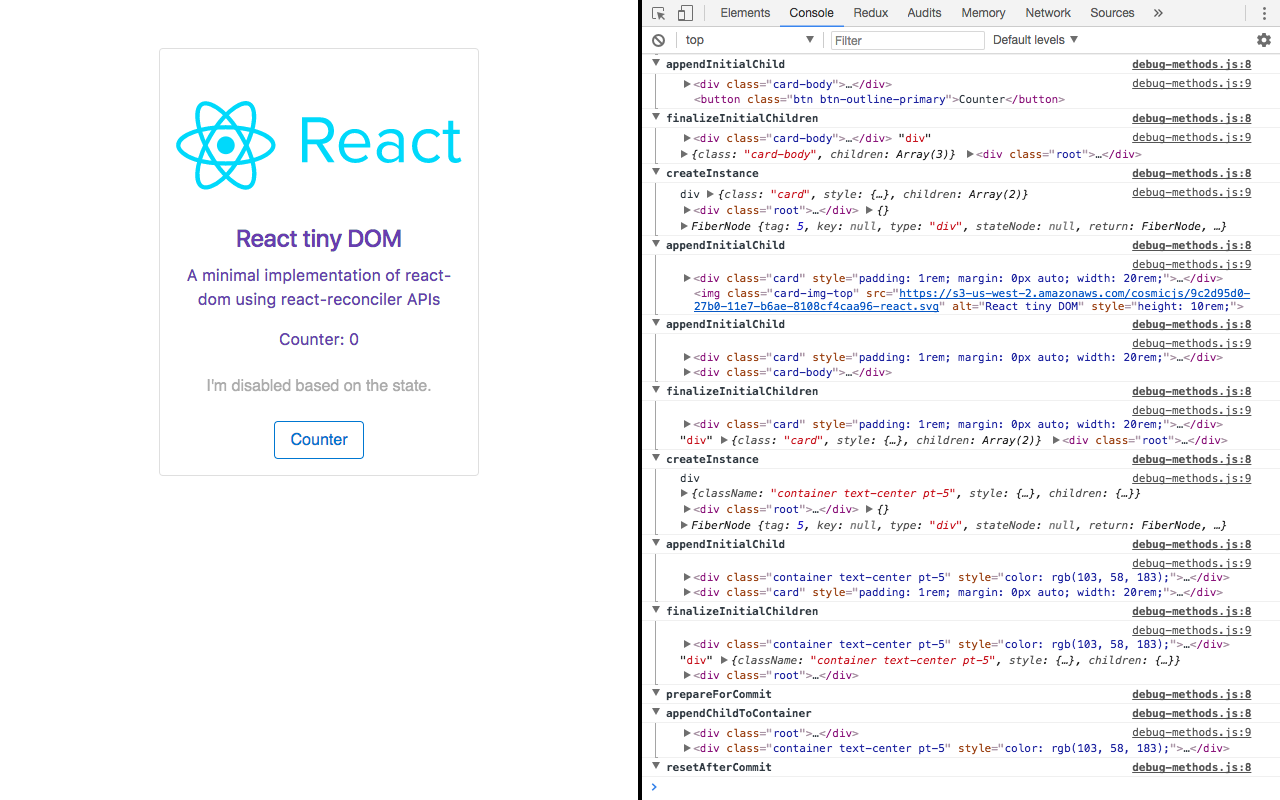 React
React tiny DOM
A minimal implementation of react-
dom using react-reconciler APIs
Counter: 0
I'm disabled based on the state.
Counter
Elements Console Redux Audits Memory Network Sources »
top Filter Default levels
appendInitialChild debug-methods.js:8
<div class="card-body">…</div> debug-methods.js:9
<button class="btn btn-outline-primary">Counter</button>
finalizeInitialChildren debug-methods.js:8
<div class="card-body">…</div> "div" debug-methods.js:9
{class: "card-body", children: Array(3)} <div class="root">…</div>
createInstance debug-methods.js:8
div {class: "card", style: {…}, children: Array(2)} debug-methods.js:9
<div class="root">…</div> {}
FiberNode {tag: 5, key: null, type: "div", stateNode: null, return: FiberNode, …}
appendInitialChild debug-methods.js:8
debug-methods.js:9
<div class="card" style="padding: 1rem; margin: 0px auto; width: 20rem;">…</div>
<img class="card-img-top" src="https://s3-us-west-2.amazonaws.com/cosmicjs/9c2d95d0-
27b0-11e7-b6ae-8108cf4caa96-react.svg" alt="React tiny DOM" style="height: 10rem;">
appendInitialChild debug-methods.js:8
debug-methods.js:9
<div class="card" style="padding: 1rem; margin: 0px auto; width: 20rem;">…</div>
<div class="card-body">…</div>
finalizeInitialChildren debug-methods.js:8
debug-methods.js:9
<div class="card" style="padding: 1rem; margin: 0px auto; width: 20rem;">…</div>
"div" {class: "card", style: {…}, children: Array(2)} <div class="root">…</div>
createInstance debug-methods.js:8
div debug-methods.js:9
{className: "container text-center pt-5", style: {…}, children: {…}}
<div class="root">…</div> {}
FiberNode {tag: 5, key: null, type: "div", stateNode: null, return: FiberNode, …}
appendInitialChild debug-methods.js:8
debug-methods.js:9
<div class="container text-center pt-5" style="color: rgb(103, 58, 183);">…</div>
<div class="card" style="padding: 1rem; margin: 0px auto; width: 20rem;">…</div>
finalizeInitialChildren debug-methods.js:8
debug-methods.js:9
<div class="container text-center pt-5" style="color: rgb(103, 58, 183);">…</div>
"div" {className: "container text-center pt-5", style: {…}, children: {…}}
<div class="root">…</div>
prepareForCommit debug-methods.js:8
appendChildToContainer debug-methods.js:8
<div class="root">…</div> debug-methods.js:9
<div class="container text-center pt-5" style="color: rgb(103, 58, 183);">…</div>
resetAfterCommit debug-methods.js:8